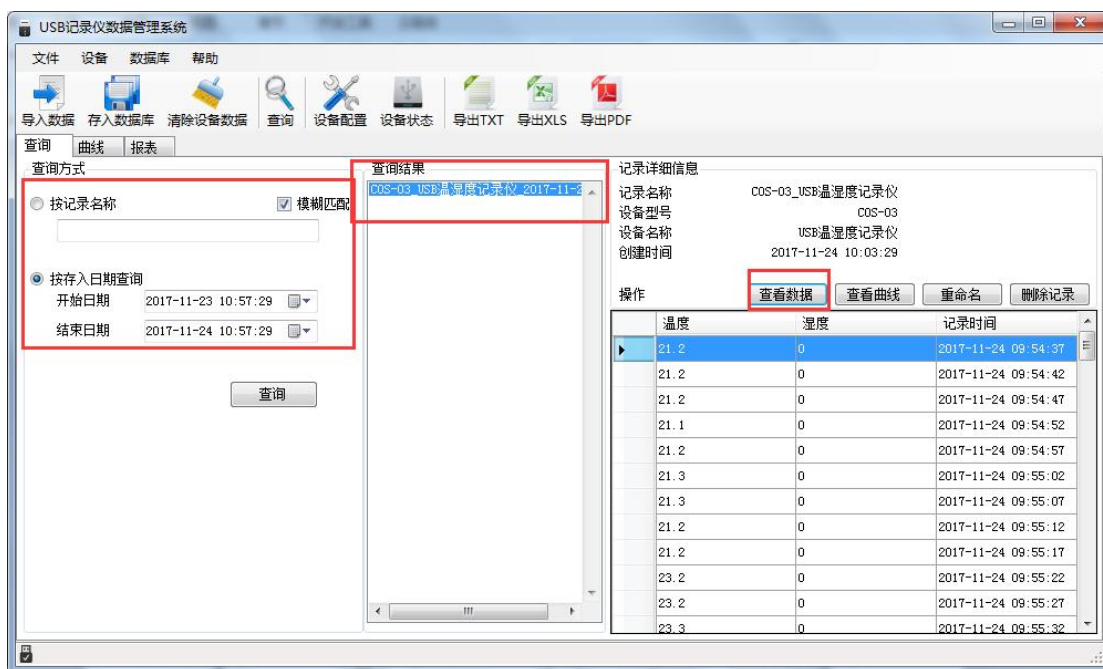 USB记录仪数据管理系统
文件 设备 数据库 帮助
导入数据 存入数据库 清除设备数据 查询 设备配置 设备状态 导出TXT 导出XLS 导出PDF
查询 曲线 报表
查询方式
按记录名称 模糊匹配
按存入日期查询
开始日期 2017-11-23 10:57:29
结束日期 2017-11-24 10:57:29
查询
查询结果
COS-03_USB温湿度记录仪_2017-11-2
记录详细信息
记录名称 COS-03_USB温湿度记录仪
设备型号 COS-03
设备名称 USB温湿度记录仪
创建时间 2017-11-24 10:03:29
操作 查看数据 查看曲线 重命名 删除记录
温度 湿度 记录时间
21.2 0 2017-11-24 09:54:37
21.2 0 2017-11-24 09:54:42
21.2 0 2017-11-24 09:54:47
21.1 0 2017-11-24 09:54:52
21.2 0 2017-11-24 09:54:57
21.3 0 2017-11-24 09:55:02
21.3 0 2017-11-24 09:55:07
21.2 0 2017-11-24 09:55:12
21.2 0 2017-11-24 09:55:17
23.2 0 2017-11-24 09:55:22
23.2 0 2017-11-24 09:55:27
23.3 0 2017-11-24 09:55:32